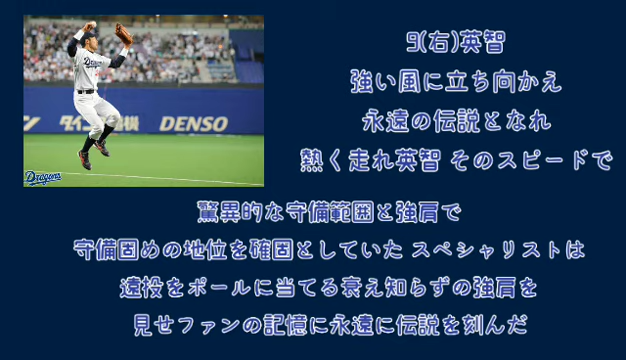 9(右)英智
強い風に立ち向かえ
永遠の伝説となれ
熱く走れ英智 そのスピードで
驚異的な守備範囲と強肩で
守備固めの地位を確固としていた スペシャリストは
遠投をポールに当てる衰え知らずの強肩を
見せファンの記憶に永遠に伝説を刻んだ
Dragons
DENSO
Dragons